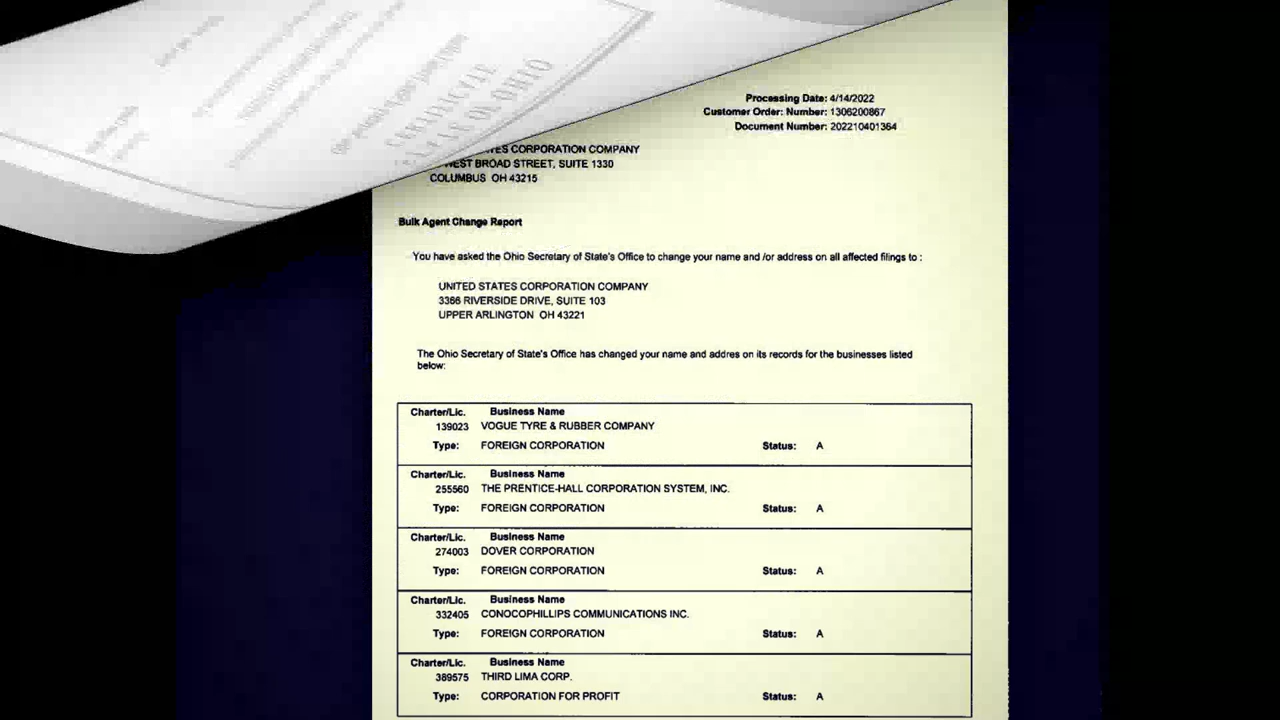 CERTIFICATE
STATE OF OHIO
Processing Date: 4/14/2022
Customer Order: Number: 1306200867
Document Number: 202210401364
CORPORATION COMPANY
BROAD STREET, SUITE 1330
COLUMBUS OH 43215
Bulk Agent Change Report
You have asked the Ohio Secretary of State's Office to change your name and /or address on all affected filings to :
UNITED STATES CORPORATION COMPANY
3366 RIVERSIDE DRIVE, SUITE 103
UPPER ARLINGTON OH 43221
The Ohio Secretary of State's Office has changed your name and addres on its records for the businesses listed
below:
Charter/Lic. Business Name
139023 VOGUE TYRE & RUBBER COMPANY
Type: FOREIGN CORPORATION Status: A
Charter/Lic. Business Name
255560 THE PRENTICE-HALL CORPORATION SYSTEM, INC.
Type: FOREIGN CORPORATION Status: A
Charter/Lic. Business Name
274003 DOVER CORPORATION
Type: FOREIGN CORPORATION Status: A
Charter/Lic. Business Name
332405 CONOCOPHILLIPS COMMUNICATIONS INC.
Type: FOREIGN CORPORATION Status: A
Charter/Lic. Business Name
389575 THIRD LIMA CORP.
Type: CORPORATION FOR PROFIT Status: A